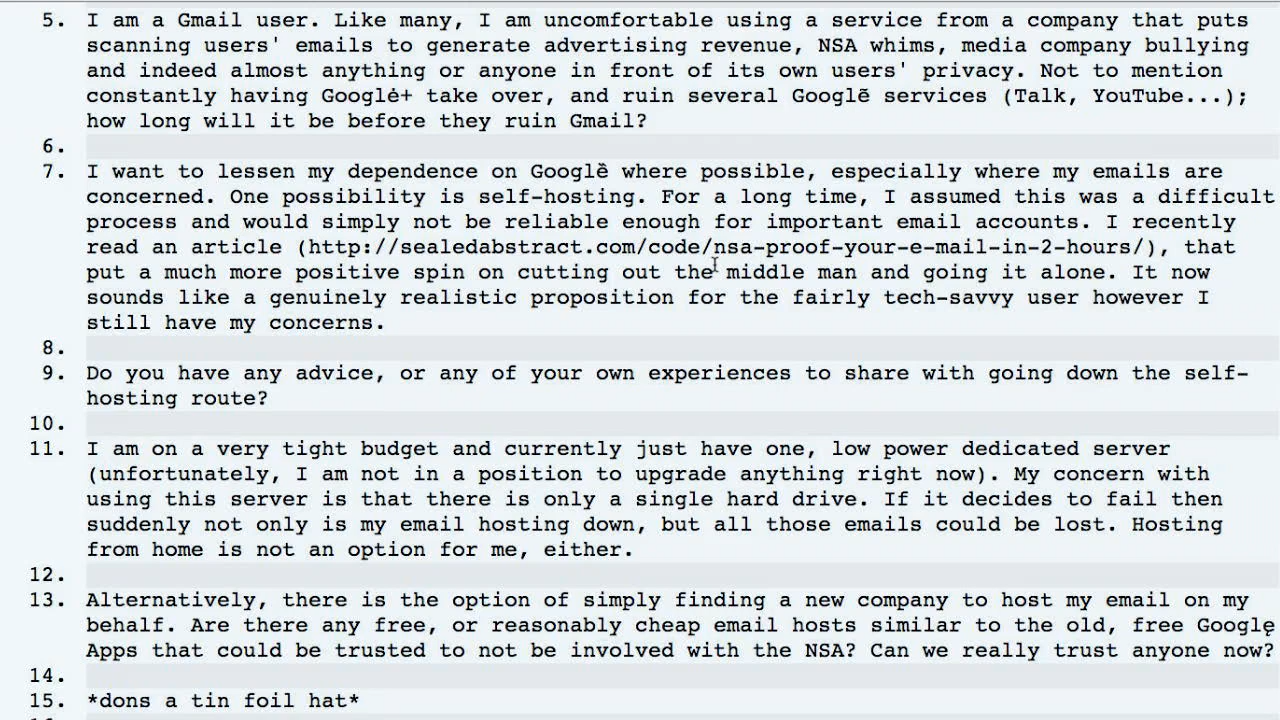 5. I am a Gmail user. Like many, I am uncomfortable using a service from a company that puts
scanning users' emails to generate advertising revenue, NSA whims, media company bullying
and indeed almost anything or anyone in front of its own users' privacy. Not to mention
constantly having Googlė+ take over, and ruin several Googlẽ services (Talk, YouTube...);
how long will it be before they ruin Gmail?
6.
7. I want to lessen my dependence on Googlȅ where possible, especially where my emails are
concerned. One possibility is self-hosting. For a long time, I assumed this was a difficult
process and would simply not be reliable enough for important email accounts. I recently
read an article (http://sealedabstract.com/code/nsa-proof-your-e-mail-in-2-hours/), that
put a much more positive spin on cutting out the middle man and going it alone. It now
sounds like a genuinely realistic proposition for the fairly tech-savvy user however I
still have my concerns.
8.
9. Do you have any advice, or any of your own experiences to share with going down the self-
hosting route?
10.
11. I am on a very tight budget and currently just have one, low power dedicated server
(unfortunately, I am not in a position to upgrade anything right now). My concern with
using this server is that there is only a single hard drive. If it decides to fail then
suddenly not only is my email hosting down, but all those emails could be lost. Hosting
from home is not an option for me, either.
12.
13. Alternatively, there is the option of simply finding a new company to host my email on my
behalf. Are there any free, or reasonably cheap email hosts similar to the old, free Googlę
Apps that could be trusted to not be involved with the NSA? Can we really trust anyone now?
14.
15. *dons a tin foil hat*